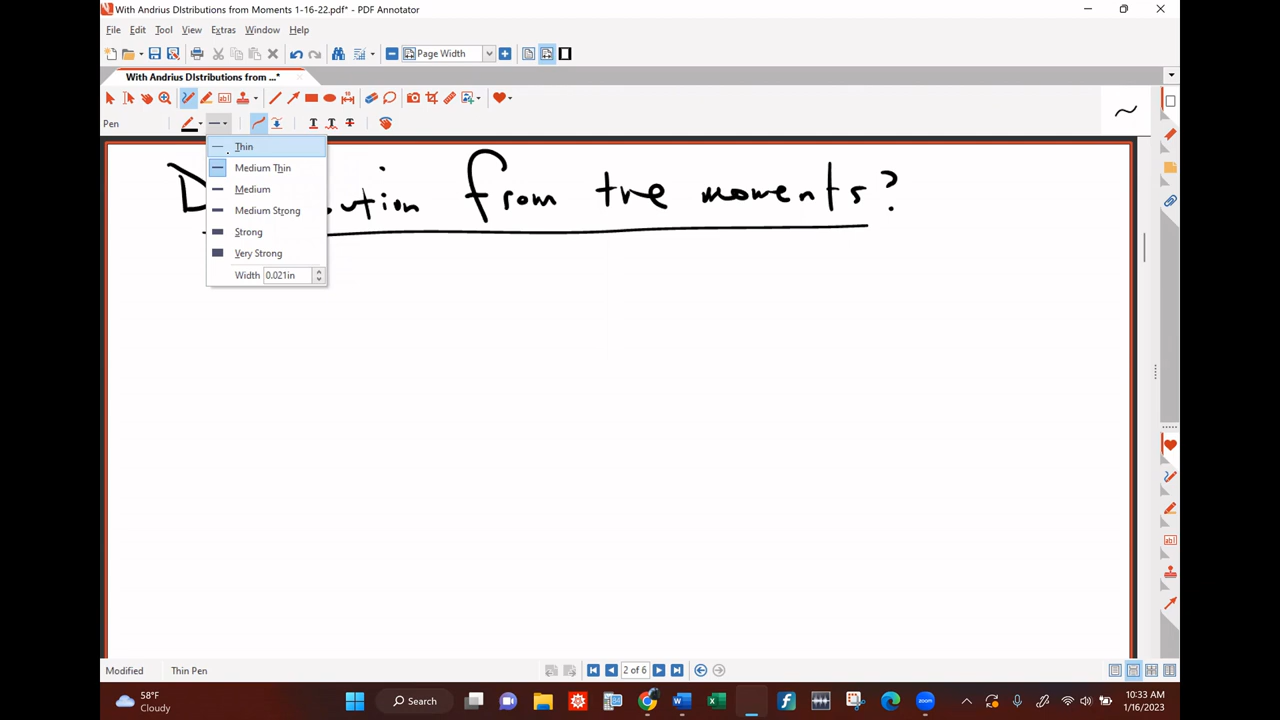 With Andrius DIstributions from Moments 1-16-22.pdf* - PDF Annotator
File Edit Tool View Extras Window Help
Page Width
With Andrius DIstributions from ...*
Pen
Thin
Medium Thin
Medium
Medium Strong
Strong
Very Strong
Width 0.021in
from the moments?
Modified Thin Pen 2 of 6
58°F
Cloudy
Search
zoom
10:33 AM
1/16/2023